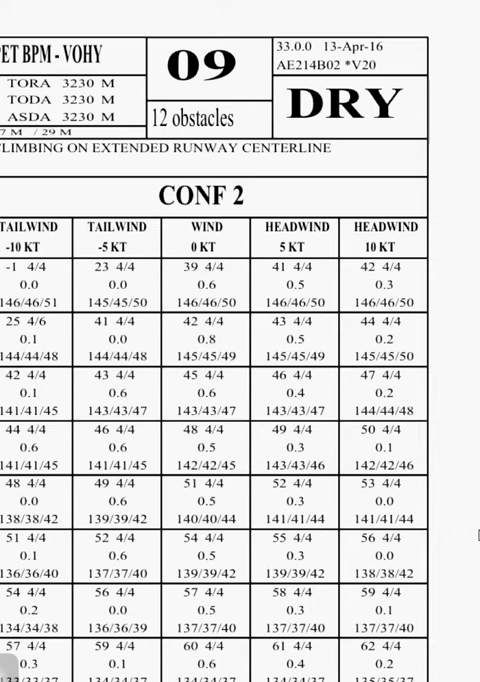 PET BPM - VOHY
TORA 3230 M
TODA 3230 M
ASDA 3230 M
7 M / 29 M
09
12 obstacles
33.0.0 13-Apr-16
AE214B02 *V20
DRY
CLIMBING ON EXTENDED RUNWAY CENTERLINE
CONF 2
TAILWIND TAILWIND WIND HEADWIND HEADWIND
-10 KT -5 KT 0 KT 5 KT 10 KT
-1 4/4 23 4/4 39 4/4 41 4/4 42 4/4
0.0 0.0 0.6 0.5 0.3
146/46/51 145/45/50 146/46/50 146/46/50 146/46/50
25 4/6 41 4/4 42 4/4 43 4/4 44 4/4
0.1 0.0 0.8 0.5 0.2
144/44/48 144/44/48 145/45/49 145/45/49 145/45/50
42 4/4 43 4/4 45 4/4 46 4/4 47 4/4
0.1 0.6 0.6 0.4 0.2
141/41/45 143/43/47 143/43/47 143/43/47 144/44/48
44 4/4 46 4/4 48 4/4 49 4/4 50 4/4
0.6 0.6 0.5 0.3 0.1
141/41/45 141/41/45 142/42/45 143/43/46 142/42/46
48 4/4 49 4/4 51 4/4 52 4/4 53 4/4
0.0 0.6 0.5 0.3 0.0
138/38/42 139/39/42 140/40/44 141/41/44 141/41/44
51 4/4 52 4/4 54 4/4 55 4/4 56 4/4
0.1 0.6 0.5 0.3 0.0
136/36/40 137/37/40 139/39/42 139/39/42 138/38/42
54 4/4 56 4/4 57 4/4 58 4/4 59 4/4
0.2 0.0 0.5 0.3 0.1
134/34/38 136/36/39 137/37/40 137/37/40 137/37/40
57 4/4 59 4/4 60 4/4 61 4/4 62 4/4
0.3 0.1 0.6 0.4 0.2